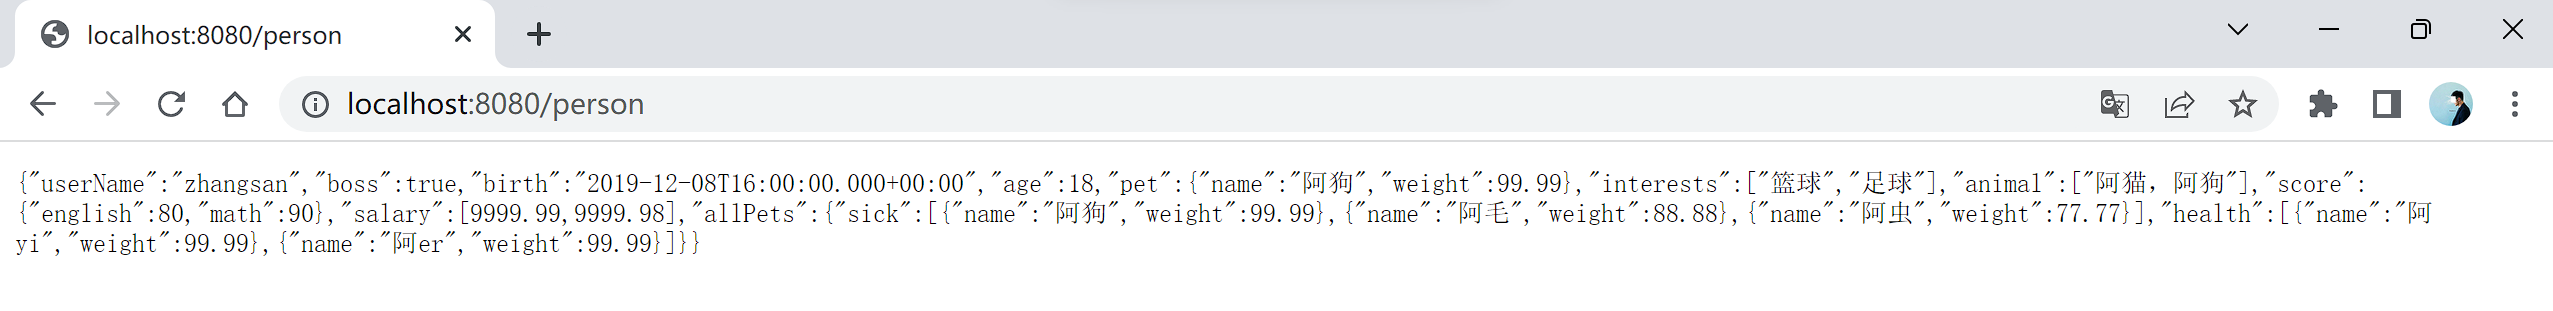 localhost:8080/person
localhost:8080/person
{"userName":"zhangsan","boss":true,"birth":"2019-12-08T16:00:00.000+00:00","age":18,"pet":{"name":"阿狗","weight":99.99},"interests":["篮球","足球"],"animal":["阿猫，阿狗"],"score":
{"english":80,"math":90},"salary":[9999.99,9999.98],"allPets":{"sick":[{"name":"阿狗","weight":99.99},{"name":"阿毛","weight":88.88},{"name":"阿虫","weight":77.77}],"health":[{"name":"阿
yi","weight":99.99},{"name":"阿er","weight":99.99}]}}